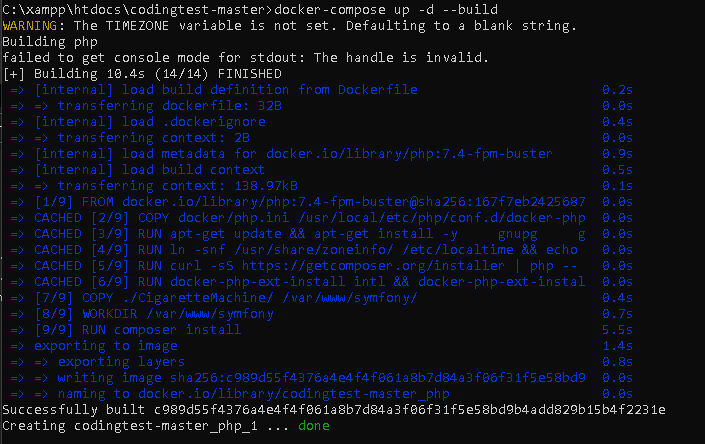 C:\xampp\htdocs\codingtest-master>docker-compose up -d --build
WARNING: The TIMEZONE variable is not set. Defaulting to a blank string.
Building php
failed to get console mode for stdout: The handle is invalid.
[+] Building 10.4s (14/14) FINISHED
=> [internal] load build definition from Dockerfile 0.2s
=> => transferring dockerfile: 32B 0.0s
=> [internal] load .dockerignore 0.4s
=> => transferring context: 2B 0.0s
=> [internal] load metadata for docker.io/library/php:7.4-fpm-buster 0.9s
=> [internal] load build context 0.5s
=> => transferring context: 138.97kB 0.1s
=> [1/9] FROM docker.io/library/php:7.4-fpm-buster@sha256:167f7eb2425687 0.0s
=> CACHED [2/9] COPY docker/php.ini /usr/local/etc/php/conf.d/docker-php 0.0s
=> CACHED [3/9] RUN apt-get update && apt-get install -y gnupg g 0.0s
=> CACHED [4/9] RUN ln -snf /usr/share/zoneinfo/ /etc/localtime && echo 0.0s
=> CACHED [5/9] RUN curl -sS https://getcomposer.org/installer | php -- 0.0s
=> CACHED [6/9] RUN docker-php-ext-install intl && docker-php-ext-instal 0.0s
=> [7/9] COPY ./CigaretteMachine/ /var/www/symfony/ 0.4s
=> [8/9] WORKDIR /var/www/symfony 0.7s
=> [9/9] RUN composer install 5.5s
=> exporting to image 1.4s
=> => exporting layers 0.8s
=> => writing image sha256:c989d55f4376a4e4f4f061a8b7d84a3f06f31f5e58bd9 0.0s
=> => naming to docker.io/library/codingtest-master_php 0.0s
Successfully built c989d55f4376a4e4f4f061a8b7d84a3f06f31f5e58bd9b4add829b15b4f2231e
Creating codingtest-master_php_1 ... done